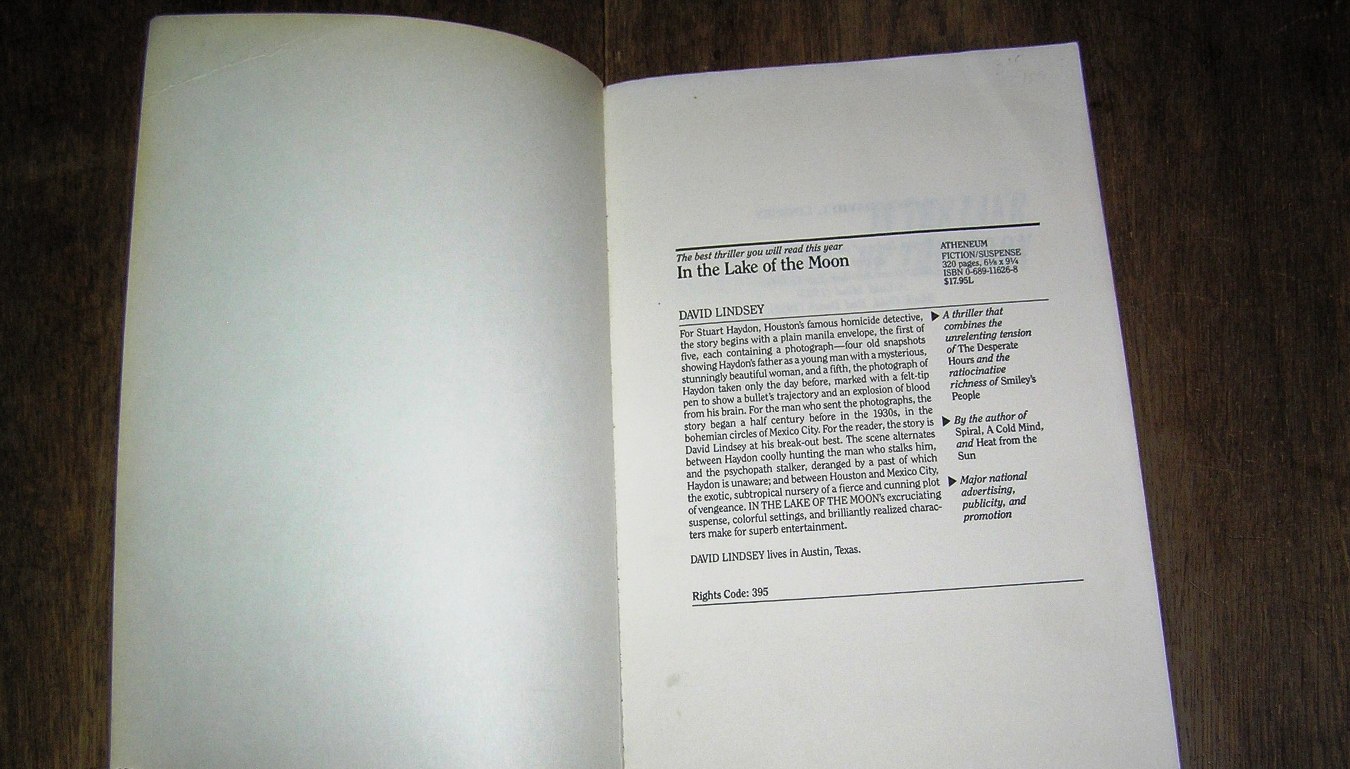 The best thriller you will read this year
In the Lake of the Moon
ATHENEUM
FICTION/SUSPENSE
320 pages, 6⅛ x 9¼
ISBN 0-689-11626-8
$17.95L
DAVID LINDSEY
For Stuart Haydon, Houston's famous homicide detective,
the story begins with a plain manila envelope, the first of
five, each containing a photograph—four old snapshots
showing Haydon's father as a young man with a mysterious,
stunningly beautiful woman, and a fifth, the photograph of
Haydon taken only the day before, marked with a felt-tip
pen to show a bullet's trajectory and an explosion of blood
from his brain. For the man who sent the photographs, the
story began a half century before in the 1930s, in the
bohemian circles of Mexico City. For the reader, the story is
David Lindsey at his break-out best. The scene alternates
between Haydon coolly hunting the man who stalks him,
and the psychopath stalker, deranged by a past of which
Haydon is unaware; and between Houston and Mexico City,
the exotic, subtropical nursery of a fierce and cunning plot
of vengeance. IN THE LAKE OF THE MOON's excruciating
suspense, colorful settings, and brilliantly realized charac-
ters make for superb entertainment.
DAVID LINDSEY lives in Austin, Texas.
▶ A thriller that
combines the
unrelenting tension
of The Desperate
Hours and the
ratiocinative
richness of Smiley's
People
▶ By the author of
Spiral, A Cold Mind,
and Heat from the
Sun
▶ Major national
advertising,
publicity, and
promotion
Rights Code: 395